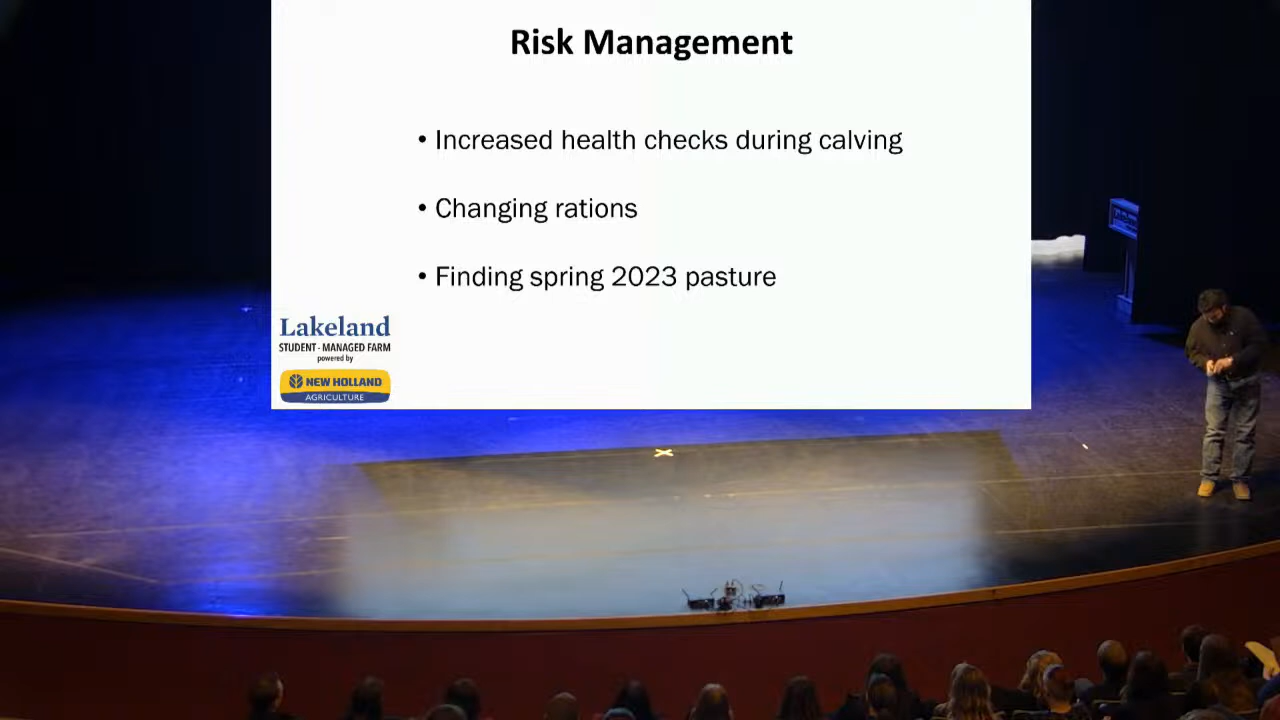 Risk Management
• Increased health checks during calving
• Changing rations
• Finding spring 2023 pasture
Lakeland
STUDENT-MANAGED FARM
powered by
NEW HOLLAND
AGRICULTURE